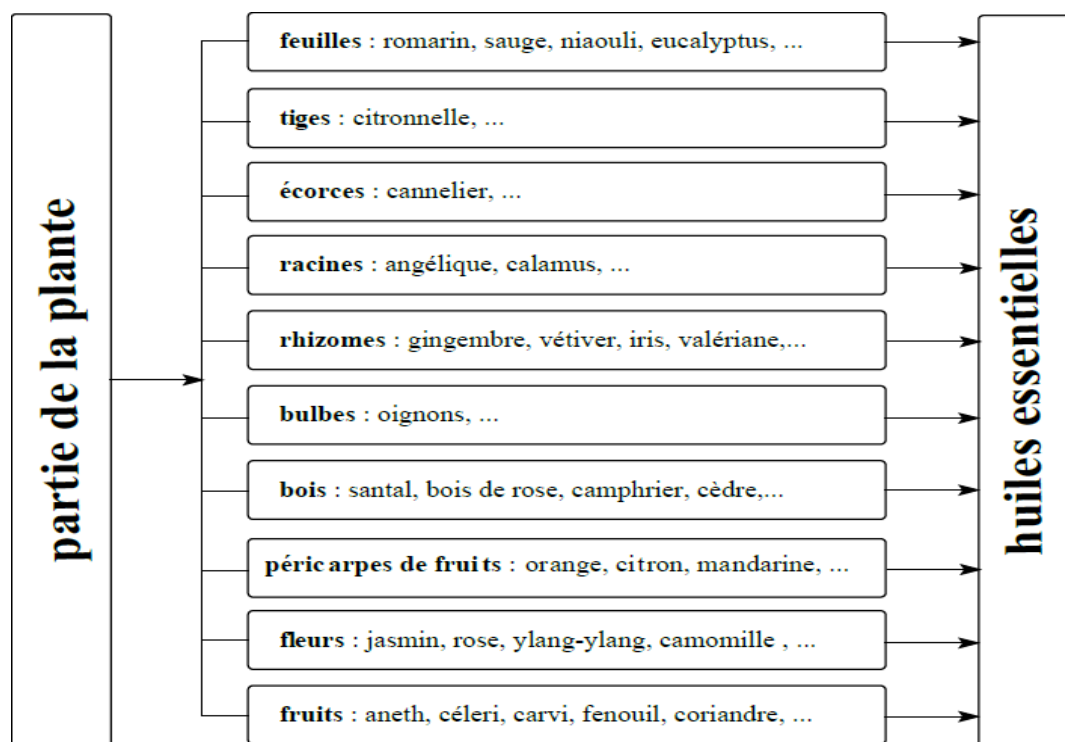 partie de la plante
feuilles : romarin, sauge, niaouli, eucalyptus, ...
tiges : citronnelle, ...
écorces : cannelier, ...
racines : angélique, calamus, ...
rhizomes : gingembre, vétiver, iris, valériane,...
bulbes : oignons, ...
bois : santal, bois de rose, camphrier, cèdre,...
péricarpes de fruits : orange, citron, mandarine, ...
fleurs : jasmin, rose, ylang-ylang, camomille , ...
fruits : aneth, céleri, carvi, fenouil, coriandre, ...
huiles essentielles